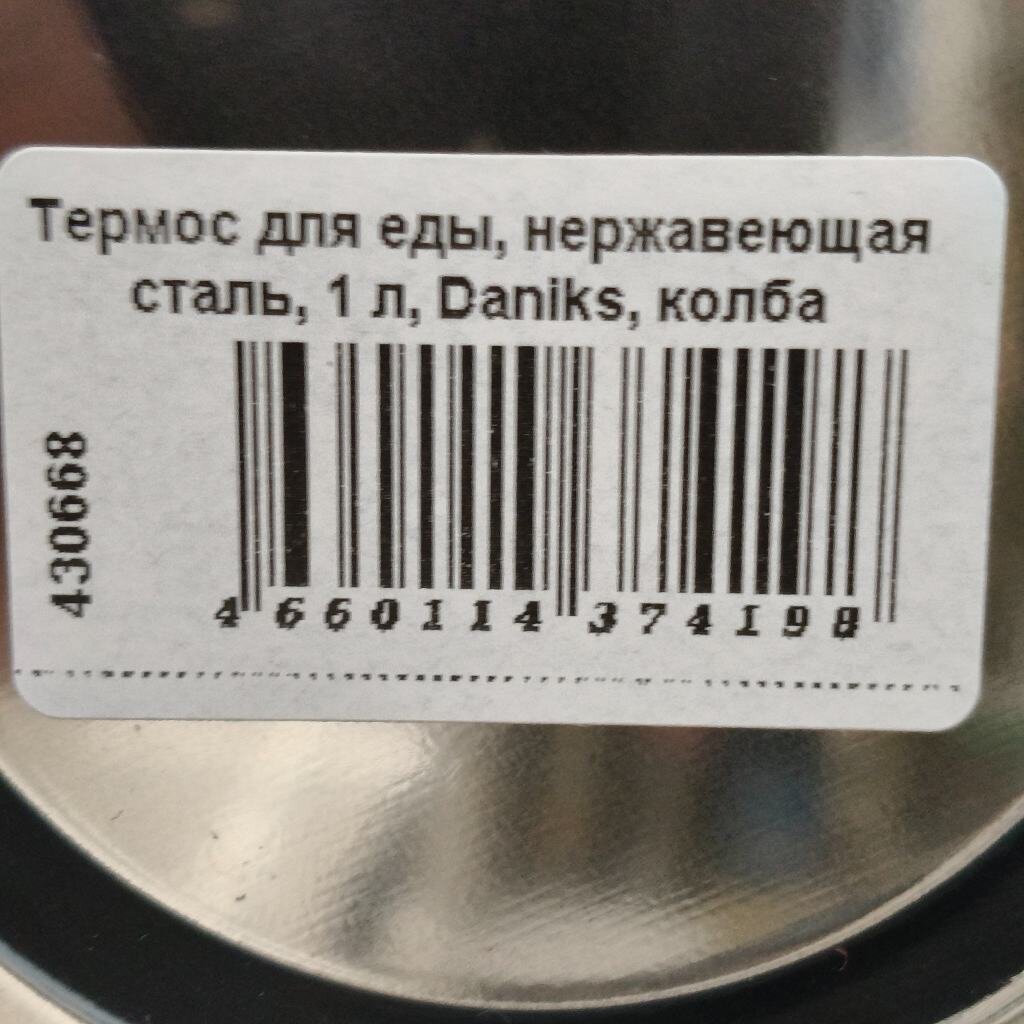 Термос для еды, нержавеющая
сталь, 1 л, Daniks, колба
430668
4 660114 374198